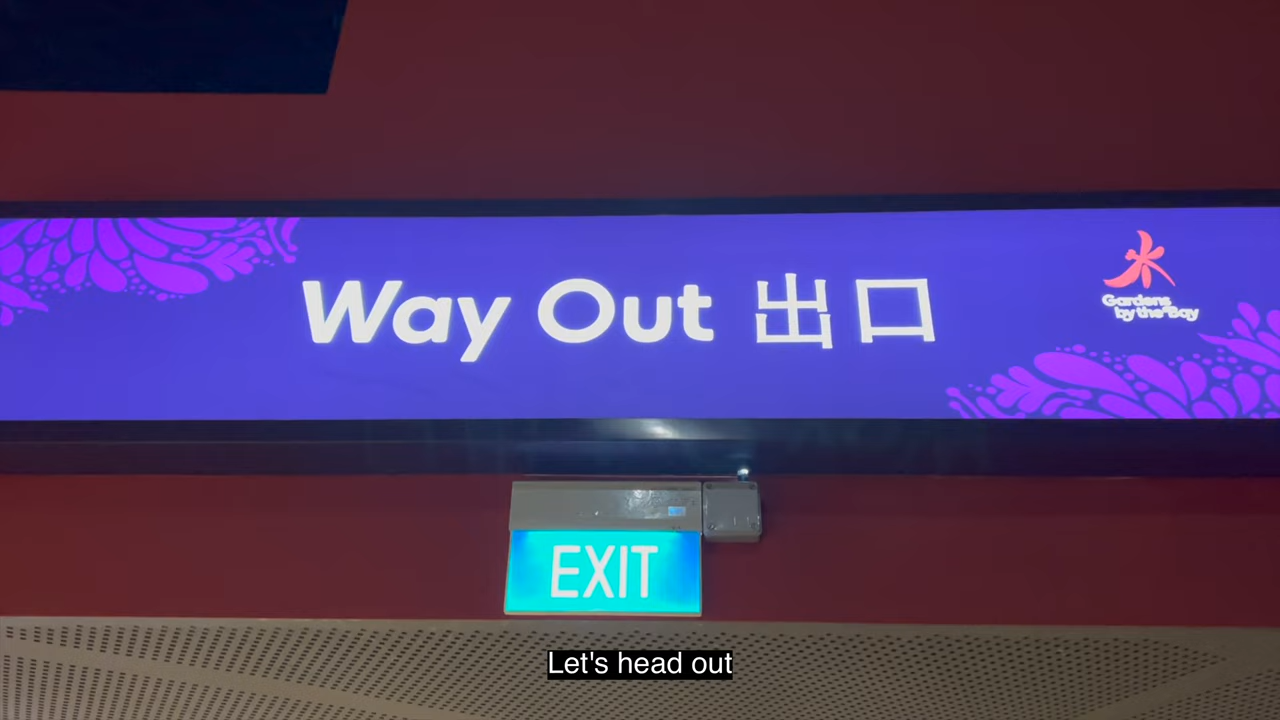 Way Out 出口
Gardens
by the Bay
EXIT
Let's head out